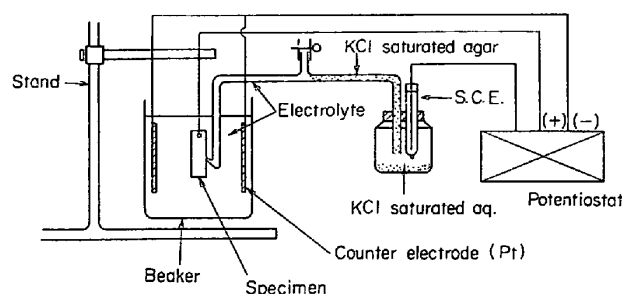 KCl saturated agar
Stand
Electrolyte
S.C.E.
(+) (-)
KCl saturated aq.
Potentiostat
Counter electrode (Pt)
Beaker
Specimen